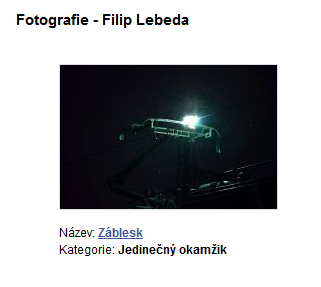 Fotografie - Filip Lebeda
Název: Záblesk
Kategorie: Jedinečný okamžik